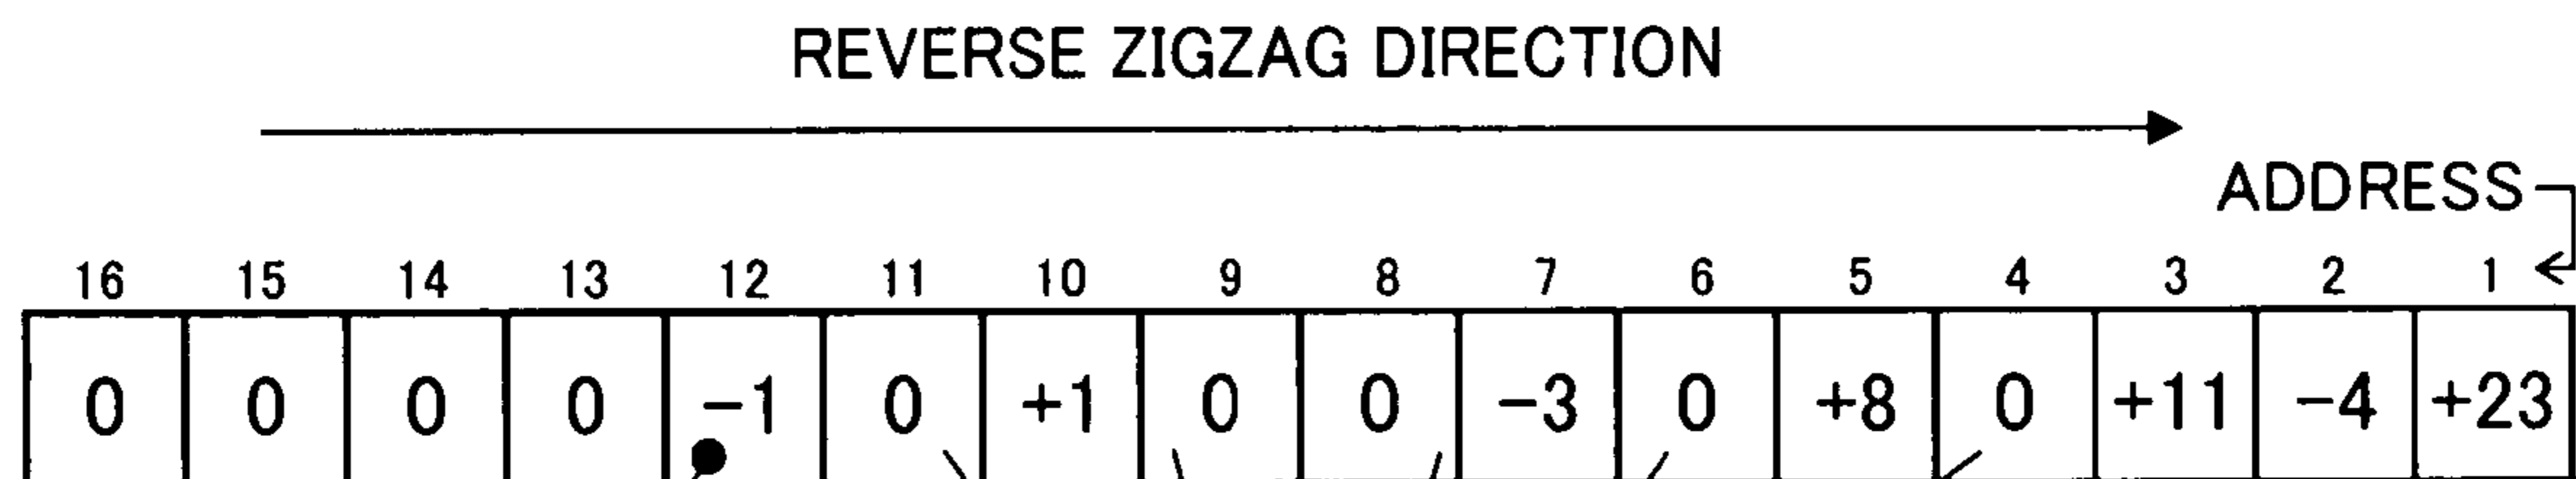 REVERSE ZIGZAG DIRECTION
ADDRESS
16 15 14 13 12 11 10 9 8 7 6 5 4 3 2 1
0 0 0 0 −1 0 +1 0 0 −3 0 +8 0 +11 −4 +23